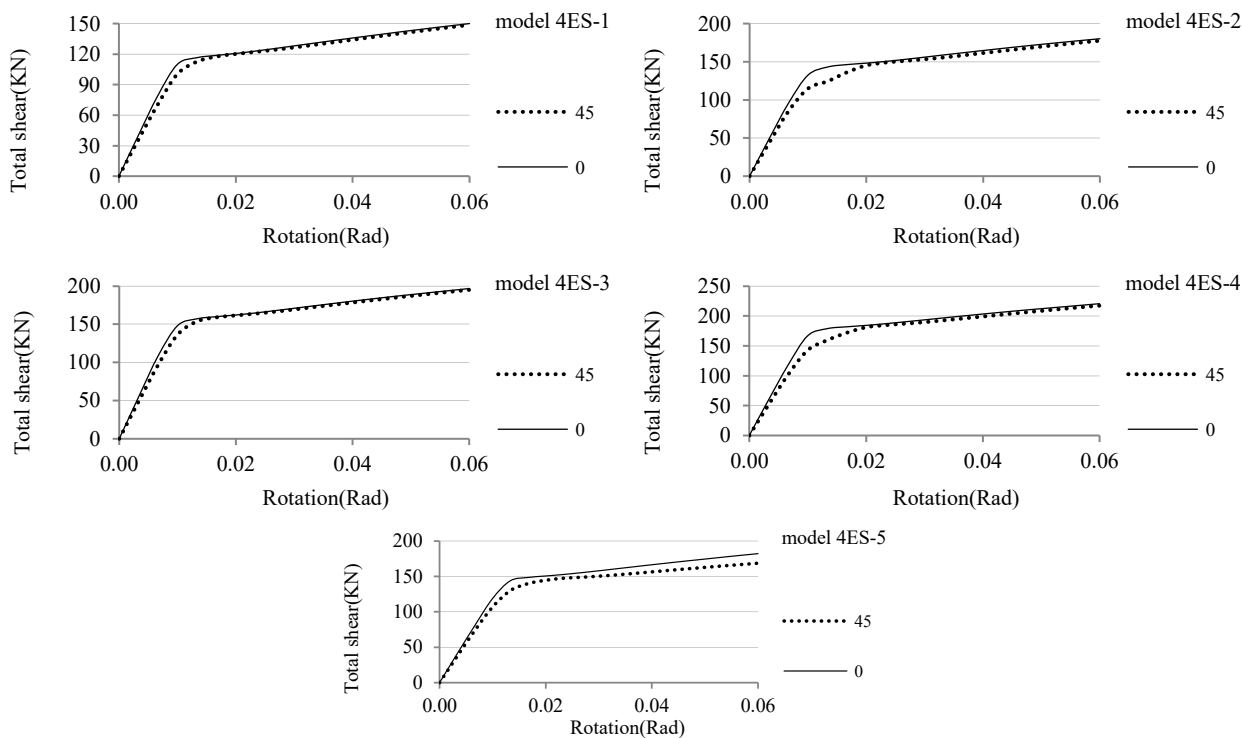 model 4ES-1
Total shear(KN)
150
120
90
60
30
0
0.00 0.02 0.04 0.06
Rotation(Rad)
45
0
model 4ES-2
Total shear(KN)
200
150
100
50
0
0.00 0.02 0.04 0.06
Rotation(Rad)
45
0
model 4ES-3
Total shear(KN)
200
150
100
50
0
0.00 0.02 0.04 0.06
Rotation(Rad)
45
0
model 4ES-4
Total shear(KN)
250
200
150
100
50
0
0.00 0.02 0.04 0.06
Rotation(Rad)
45
0
model 4ES-5
Total shear(KN)
200
150
100
50
0
0.00 0.02 0.04 0.06
Rotation(Rad)
45
0